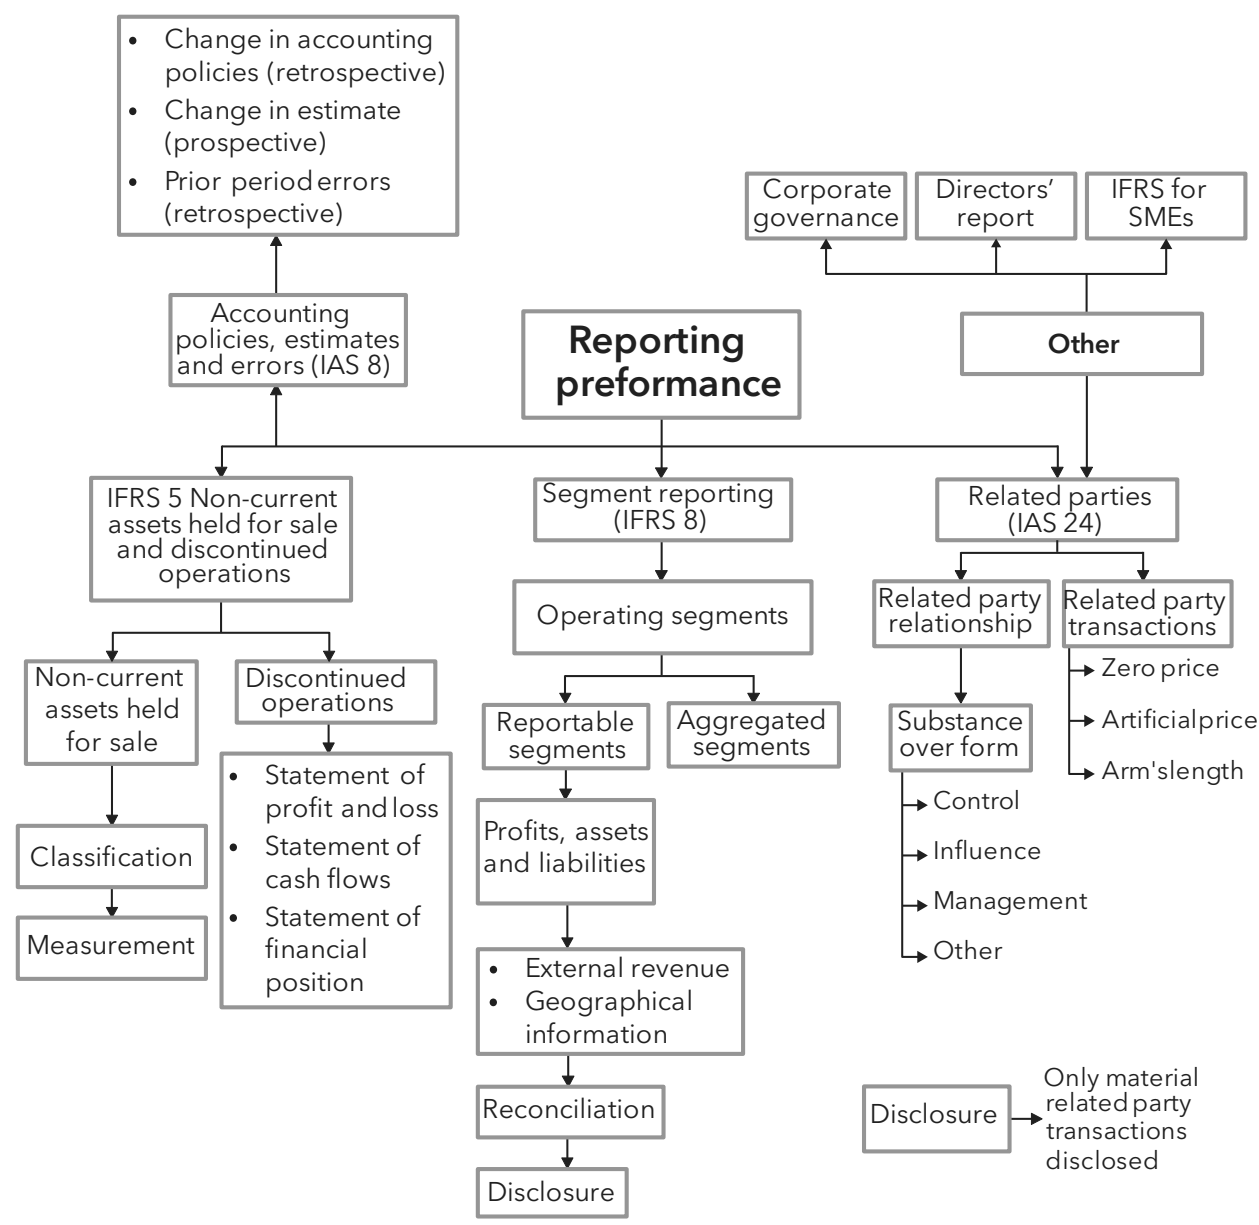 • Change in accounting
policies (retrospective)
• Change in estimate
(prospective)
• Prior period errors
(retrospective)
Corporate
governance
Directors’
report
IFRS for
SMEs
Accounting
policies, estimates
and errors (IAS 8)
Reporting
preformance
Other
IFRS 5 Non-current
assets held for sale
and discontinued
operations
Segment reporting
(IFRS 8)
Related parties
(IAS 24)
Operating segments
Related party
relationship
Related party
transactions
Zero price
Artificial price
Arm's length
Non-current
assets held
for sale
Discontinued
operations
Reportable
segments
Aggregated
segments
Substance
over form
Control
Influence
Management
Other
• Statement of
profit and loss
• Statement of
cash flows
• Statement of
financial
position
Classification
Measurement
Profits, assets
and liabilities
• External revenue
• Geographical
information
Reconciliation
Disclosure
Disclosure
Only material
related party
transactions
disclosed